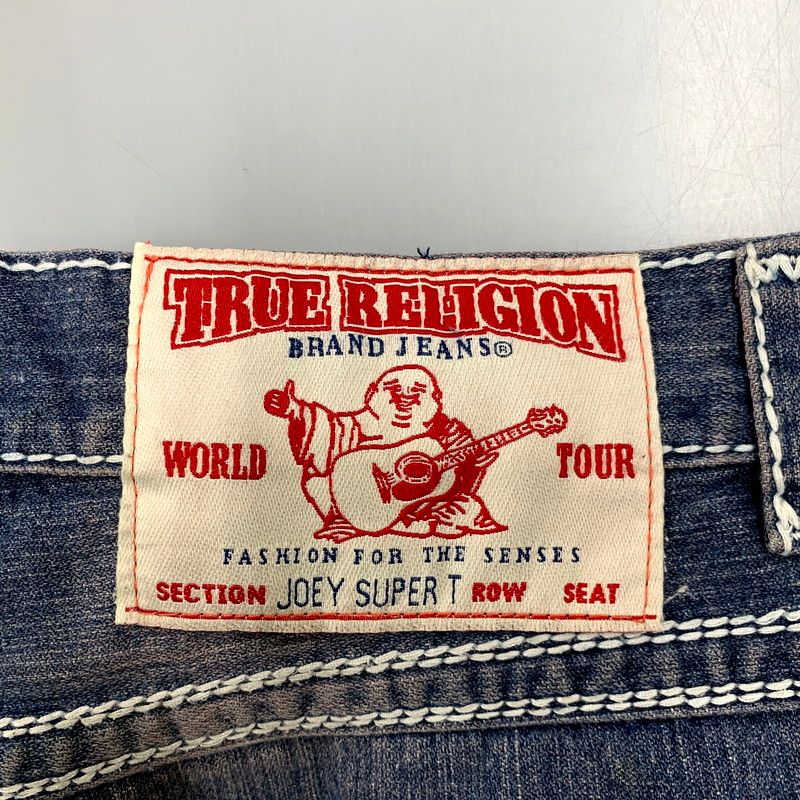 TRUE RELIGION
BRAND JEANS®
WORLD TOUR
FASHION FOR THE SENSES
SECTION JOEY SUPER T ROW SEAT